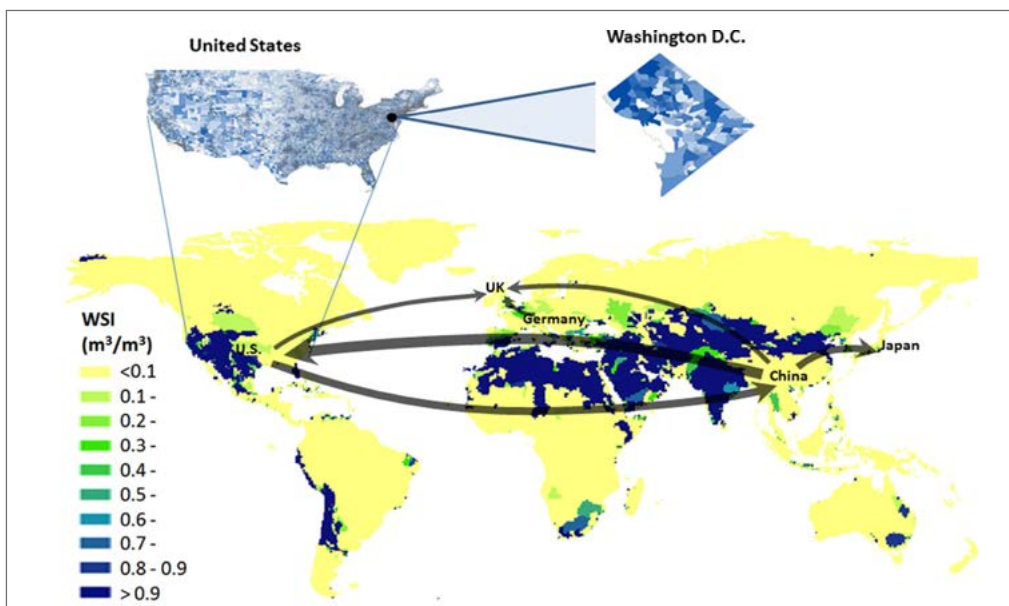 United States
Washington D.C.
UK
Germany
U.S.
Japan
China
WSI
(m³/m³)
<0.1
0.1 -
0.2 -
0.3 -
0.4 -
0.5 -
0.6 -
0.7 -
0.8 - 0.9
> 0.9